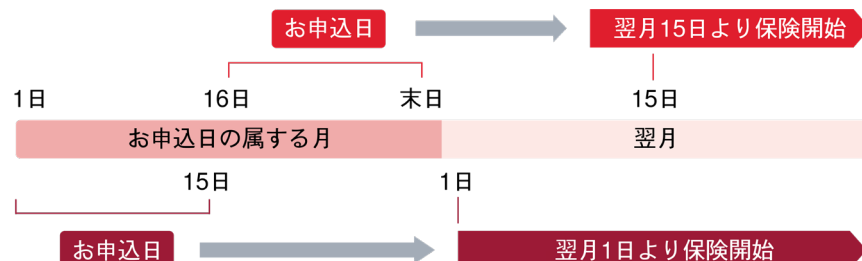 お申込日
翌月15日より保険開始
1日
16日
末日
15日
お申込日の属する月
翌月
15日
1日
お申込日
翌月1日より保険開始